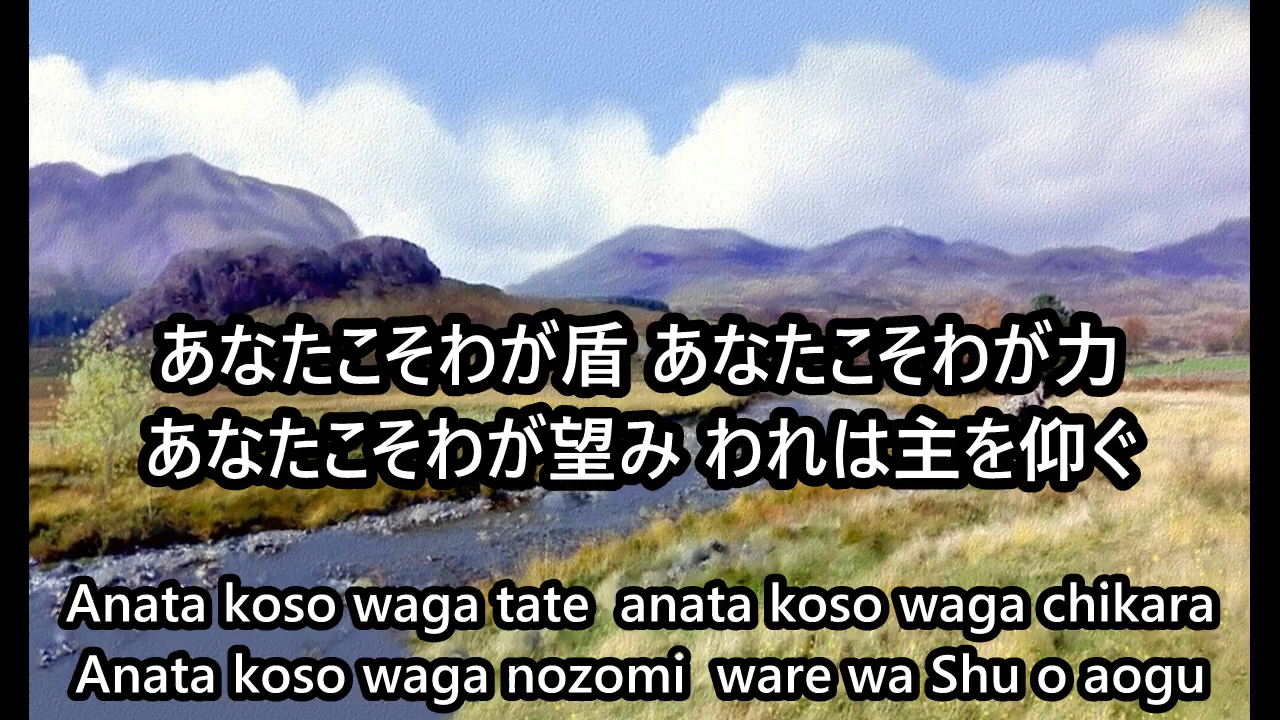 あなたこそわが盾 あなたこそわが力
あなたこそわが望み われは主を仰ぐ
Anata koso waga tate  anata koso waga chikara
Anata koso waga nozomi  ware wa Shu o aogu